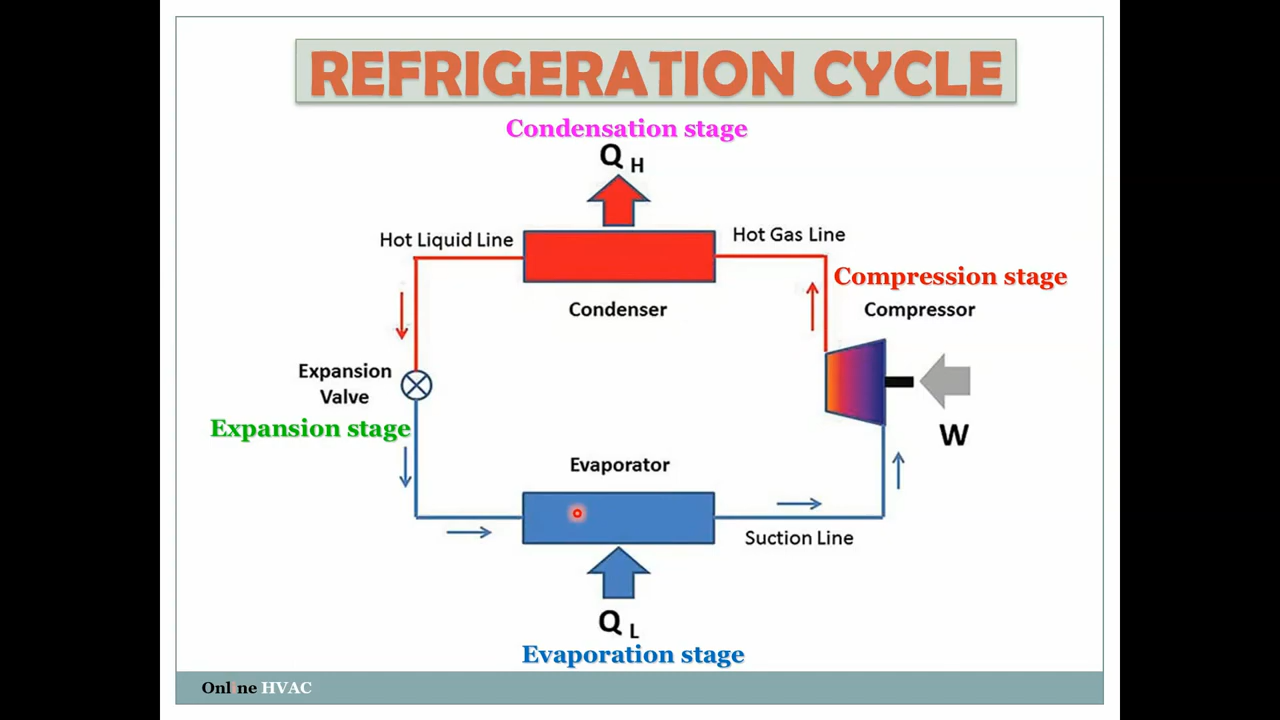 REFRIGERATION CYCLE
Condensation stage
Q H
Hot Liquid Line
Hot Gas Line
Compression stage
Condenser
Compressor
Expansion
Valve
Expansion stage
W
Evaporator
Suction Line
Q L
Evaporation stage
Online HVAC